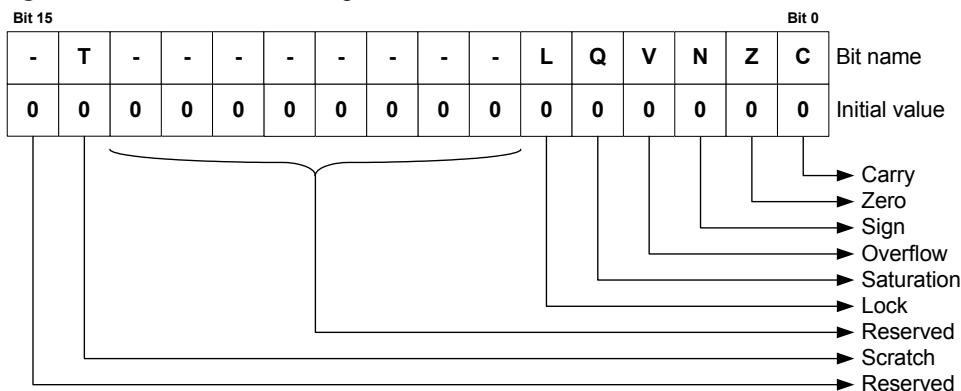 Bit 15 Bit 0
- T - - - - - - - - L Q V N Z C Bit name
0 0 0 0 0 0 0 0 0 0 0 0 0 0 0 0 Initial value
Carry
Zero
Sign
Overflow
Saturation
Lock
Reserved
Scratch
Reserved